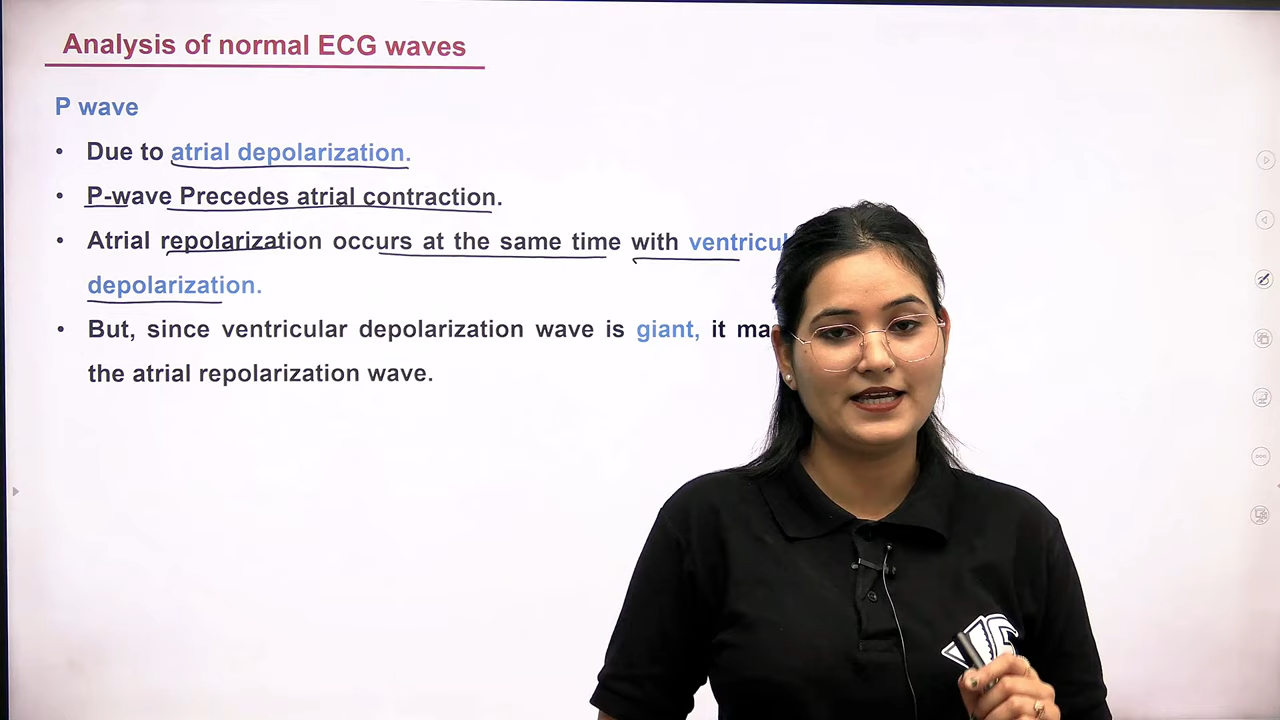 Analysis of normal ECG waves
P wave
• Due to atrial depolarization.
• P-wave Precedes atrial contraction.
• Atrial repolarization occurs at the same time with
depolarization.
• But, since ventricular depolarization wave is giant, it
the atrial repolarization wave.